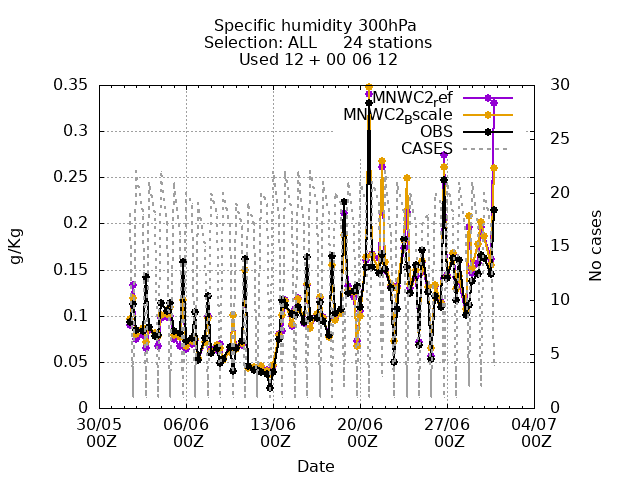 Specific humidity 300hPa
Selection: ALL     24 stations
Used 12 + 00 06 12
0.35
0.3
0.25
0.2
0.15
0.1
0.05
0
g/Kg
30
25
20
15
10
5
0
No cases
MNWC2ref
MNWC2Bscale
OBS
CASES
30/05 06/06 13/06 20/06 27/06 04/07
00Z 00Z 00Z 00Z 00Z 00Z
Date